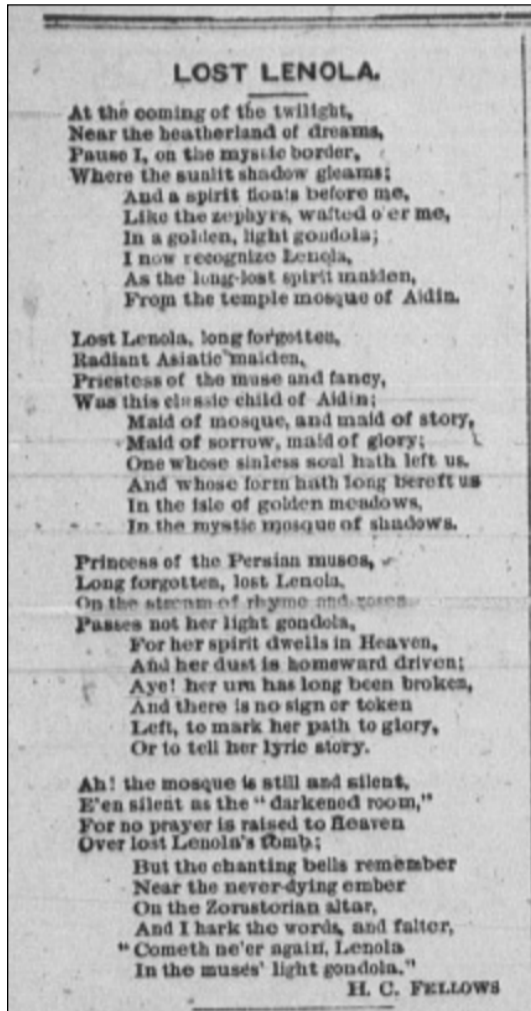 LOST LENOLA.
At the coming of the twilight,
Near the heatherland of dreams,
Pause I, on the mystic border,
Where the sunlit shadow gleams;
And a spirit floats before me,
Like the zephyrs, wafted o'er me,
In a golden, light gondola;
I now recognize Lenola,
As the long-lost spirit maiden,
From the temple mosque of Aidin.
Lost Lenola, long forgotten,
Radiant Asiatic maiden,
Priestess of the muse and fancy,
Was this classic child of Aidin;
Maid of mosque, and maid of story,
Maid of sorrow, maid of glory;
One whose sinless soal hath left us.
And whose form hath long bereft us
In the isle of golden meadows,
In the mystic mosque of shadows.
Princess of the Persian muses,
Long forgotten, lost Lenola,
On the stream of rhyme and
Passes not her light gondola,
For her spirit dwells in Heaven,
And her dust is homeward driven;
Aye! her urn has long been broken,
And there is no sign or token
Left, to mark her path to glory,
Or to tell her lyric story.
Ah! the mosque is still and silent,
E'en silent as the "darkened room,"
For no prayer is raised to Heaven
Over lost Lenola's tomb;
But the chanting bells remember
Near the never-dying ember
On the Zorustorian altar,
And I hark the words, and falter,
"Cometh ne'er again, Lenola
In the muses' light gondola."
H. C. FELLOWS